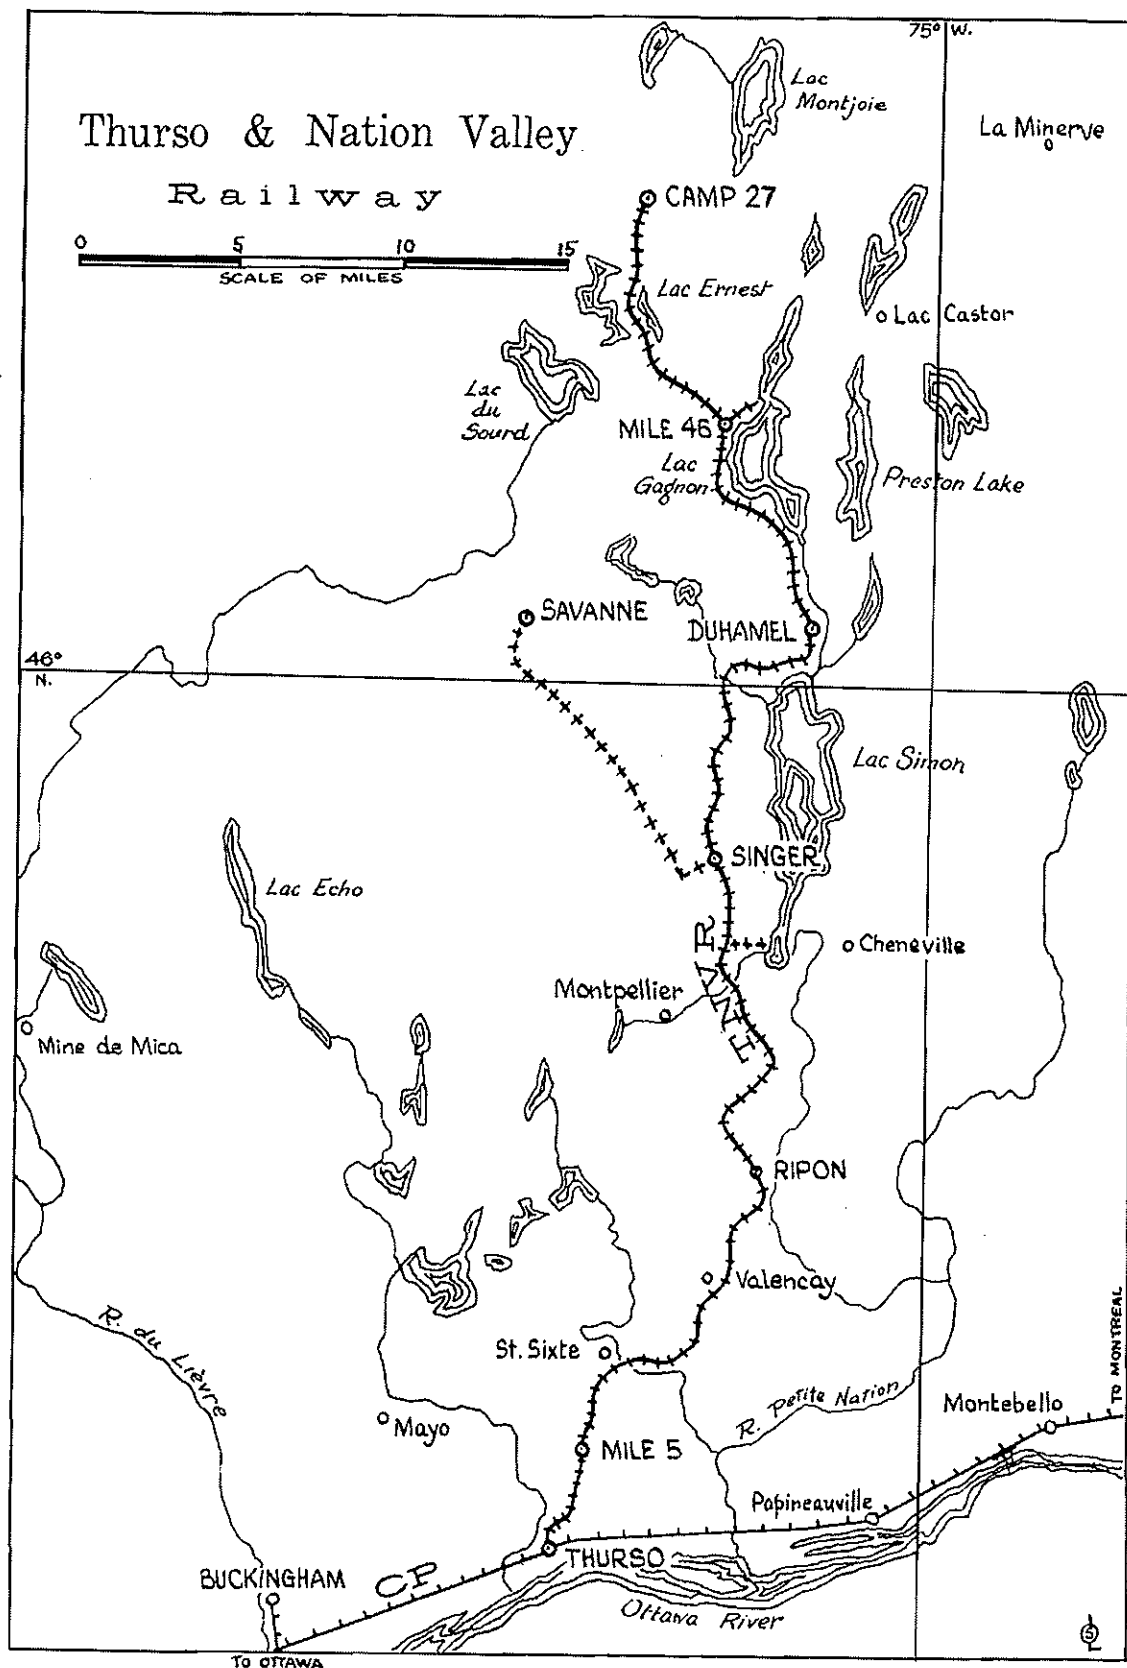 75° W.
Thurso & Nation Valley
Railway
0 5 10 15
SCALE OF MILES
Lac
Montjoie
La Minerve
CAMP 27
Lac Ernest
Lac Castor
Lac
du
Sourd
MILE 46
Lac
Gagnon
Preston Lake
SAVANNE
DUHAMEL
46°
N.
Lac Simon
SINGER
Lac Echo
TNVR
Cheneville
Montpellier
Mine de Mica
RIPON
Valencay
R. du Lièvre
St. Sixte
TO MONTREAL
R. Petite Nation
Montebello
Mayo
MILE 5
Papineauville
THURSO
BUCKINGHAM
CP
Ottawa River
TO OTTAWA